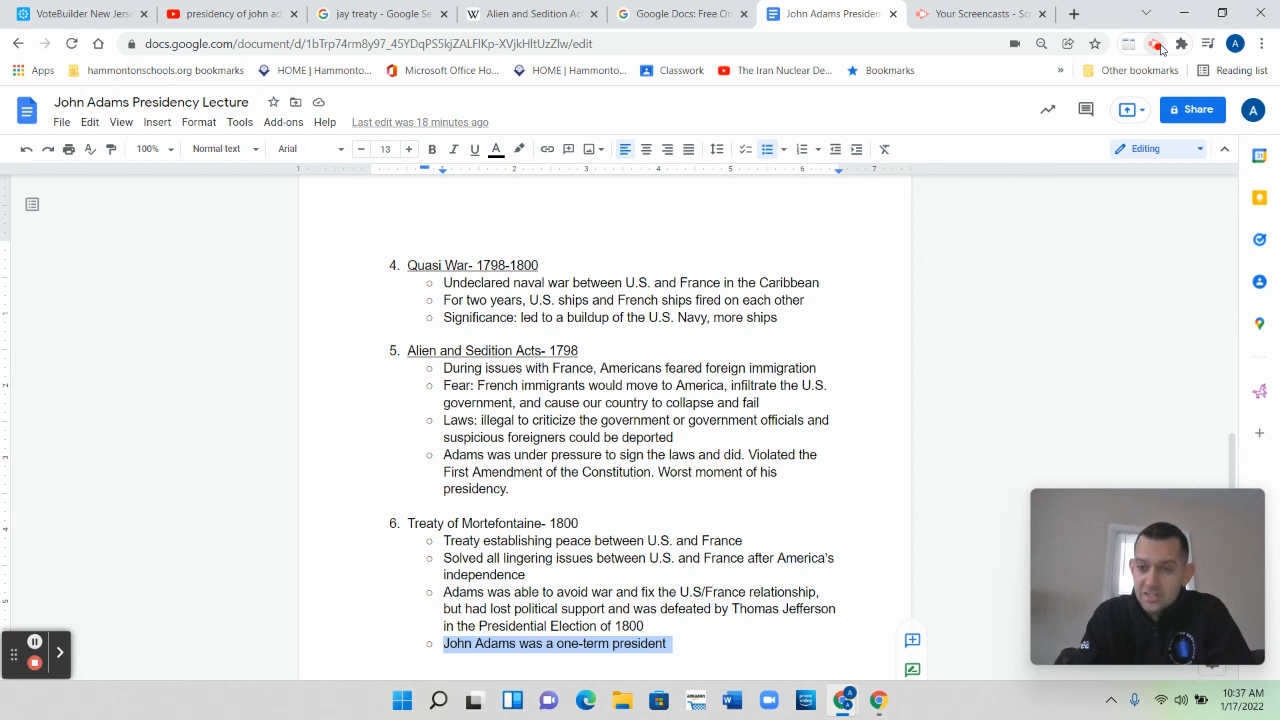 VoteBuilder New Jers
presidency of john ad
jay treaty - Google Se
Alien and Sedition Act
Google Docs: Free On
John Adams Presiden
Your Screencasts - Sc
docs.google.com/document/d/1bTrp74rm8y97_45YDcPS5lgZALFlKp-XVjkHltUzZlw/edit
Apps
hammontonschools.org bookmarks
HOME | Hammonto...
Microsoft Office Ho...
HOME | Hammonto...
Classwork
The Iran Nuclear De...
Bookmarks
»
Other bookmarks
Reading list
John Adams Presidency Lecture
File Edit View Insert Format Tools Add-ons Help Last edit was 18 minutes ago
Share
A
100% Normal text Arial 13 B I U A Editing
1 1 2 3 4 5 6 7
4. Quasi War- 1798-1800
○ Undeclared naval war between U.S. and France in the Caribbean
○ For two years, U.S. ships and French ships fired on each other
○ Significance: led to a buildup of the U.S. Navy, more ships
5. Alien and Sedition Acts- 1798
○ During issues with France, Americans feared foreign immigration
○ Fear: French immigrants would move to America, infiltrate the U.S.
government, and cause our country to collapse and fail
○ Laws: illegal to criticize the government or government officials and
suspicious foreigners could be deported
○ Adams was under pressure to sign the laws and did. Violated the
First Amendment of the Constitution. Worst moment of his
presidency.
6. Treaty of Mortefontaine- 1800
○ Treaty establishing peace between U.S. and France
○ Solved all lingering issues between U.S. and France after America's
independence
○ Adams was able to avoid war and fix the U.S/France relationship,
but had lost political support and was defeated by Thomas Jefferson
in the Presidential Election of 1800
○ John Adams was a one-term president
10:37 AM
1/17/2022